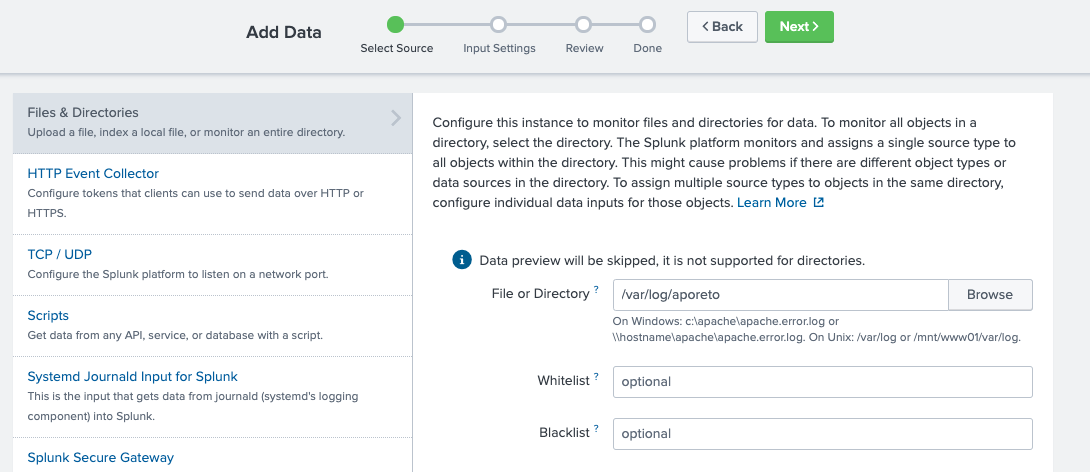 Add Data
Select Source
Input Settings
Review
Done
Back
Next
Files & Directories
Upload a file, index a local file, or monitor an entire directory.
HTTP Event Collector
Configure tokens that clients can use to send data over HTTP or
HTTPS.
TCP / UDP
Configure the Splunk platform to listen on a network port.
Scripts
Get data from any API, service, or database with a script.
Systemd Journald Input for Splunk
This is the input that gets data from journald (systemd's logging
component) into Splunk.
Splunk Secure Gateway
Configure this instance to monitor files and directories for data. To monitor all objects in a
directory, select the directory. The Splunk platform monitors and assigns a single source type to
all objects within the directory. This might cause problems if there are different object types or
data sources in the directory. To assign multiple source types to objects in the same directory,
configure individual data inputs for those objects. Learn More
i Data preview will be skipped, it is not supported for directories.
File or Directory ? /var/log/aporeto Browse
On Windows: c:\apache\apache.error.log or
\\hostname\apache\apache.error.log. On Unix: /var/log or /mnt/www01/var/log.
Whitelist ? optional
Blacklist ? optional